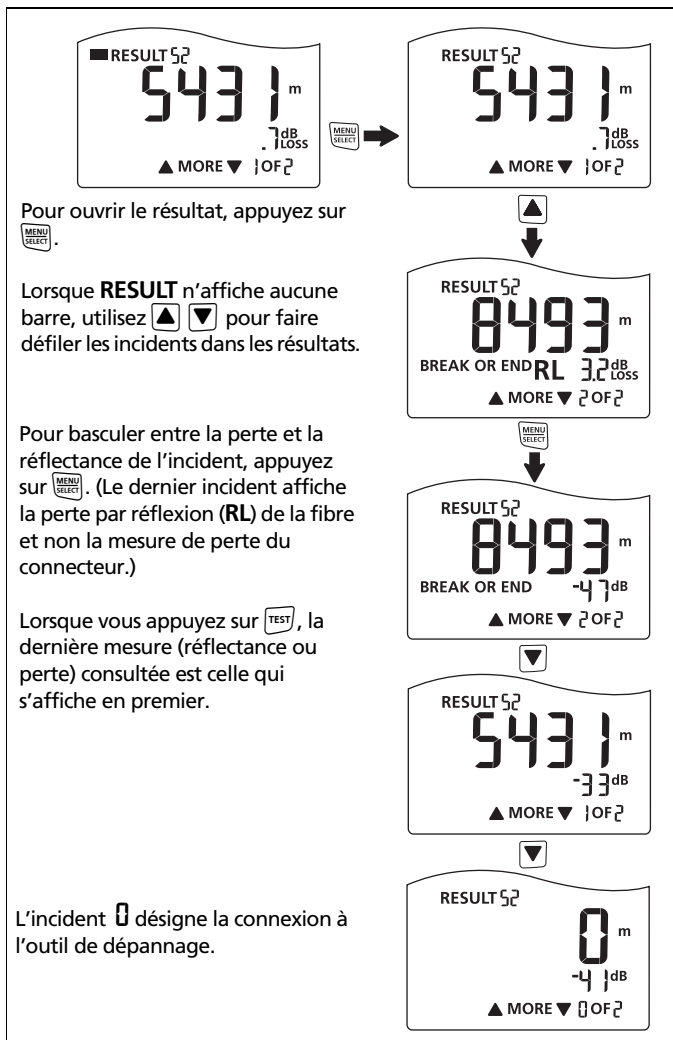 RESULT 52
5431 m
.7 dB LOSS
▲ MORE ▼ 1 OF 2
MENU SELECT
RESULT 52
5431 m
.7 dB LOSS
▲ MORE ▼ 1 OF 2
Pour ouvrir le résultat, appuyez sur
MENU SELECT .
Lorsque RESULT n’affiche aucune
barre, utilisez ▲ ▼ pour faire
défiler les incidents dans les résultats.
▲
RESULT 52
8493 m
BREAK OR END RL 3.2 dB LOSS
▲ MORE ▼ 2 OF 2
Pour basculer entre la perte et la
réflectance de l’incident, appuyez
sur MENU SELECT . (Le dernier incident affiche
la perte par réflexion (RL) de la fibre
et non la mesure de perte du
connecteur.)
MENU SELECT
RESULT 52
8493 m
BREAK OR END -47 dB
▲ MORE ▼ 2 OF 2
Lorsque vous appuyez sur TEST , la
dernière mesure (réflectance ou
perte) consultée est celle qui
s’affiche en premier.
▼
RESULT 52
5431 m
-33 dB
▲ MORE ▼ 1 OF 2
▼
L’incident 0 désigne la connexion à
l’outil de dépannage.
RESULT 52
0 m
-41 dB
▲ MORE ▼ 0 OF 2